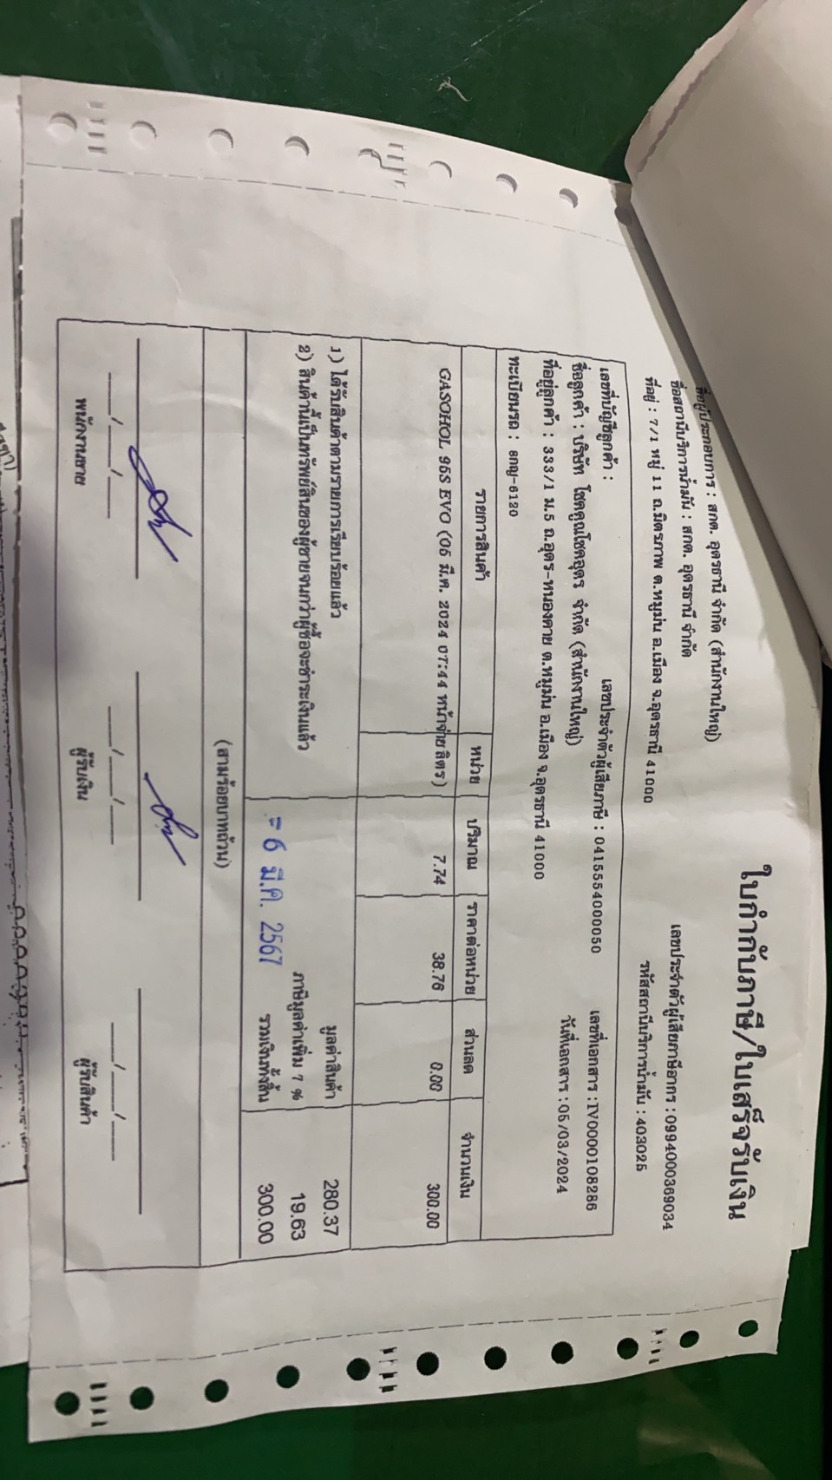 ใบกำกับภาษี/ใบเสร็จรับเงิน
ชื่อผู้ประกอบการ : สกต. อุดรธานี จำกัด (สำนักงานใหญ่) เลขประจำตัวผู้เสียภาษีอากร : 0994000369034
ชื่อสถานีบริการน้ำมัน : สกต. อุดรธานี จำกัด รหัสสถานีบริการน้ำมัน : 403025
ที่อยู่ : 7/1 หมู่ 11 ถ.มิตรภาพ ต.หมูม่น อ.เมือง จ.อุดรธานี 41000
เลขที่บัญชีลูกค้า : เลขประจำตัวผู้เสียภาษี : 0415554000050 เลขที่เอกสาร : IV0000108286
ชื่อลูกค้า : บริษัท โชคคูณโชคอุดร จำกัด (สำนักงานใหญ่) วันที่เอกสาร : 06/03/2024
ที่อยู่ลูกค้า : 333/1 ม.5 ถ.อุดร-หนองคาย ต.หมูม่น อ.เมือง จ.อุดรธานี 41000
ทะเบียนรถ : 8กญ-6120
รายการสินค้า หน่วย ปริมาณ ราคาต่อหน่วย ส่วนลด จำนวนเงิน
GASOHOL 95S EVO (06 มี.ค. 2024 07:44 หน้าจ่าย ลิตร) 7.74 38.76 0.00 300.00
1) ได้รับสินค้าตามรายการเรียบร้อยแล้ว มูลค่าสินค้า 280.37
2) สินค้านี้เป็นทรัพย์สินของผู้ขายจนกว่าผู้ซื้อจะชำระเงินแล้ว ภาษีมูลค่าเพิ่ม 7 % 19.63
= 6 มี.ค. 2567 รวมเงินทั้งสิ้น 300.00
(สามร้อยบาทถ้วน)
__/__/__ __/__/__ __/__/__
พนักงานขาย ผู้รับเงิน ผู้รับสินค้า